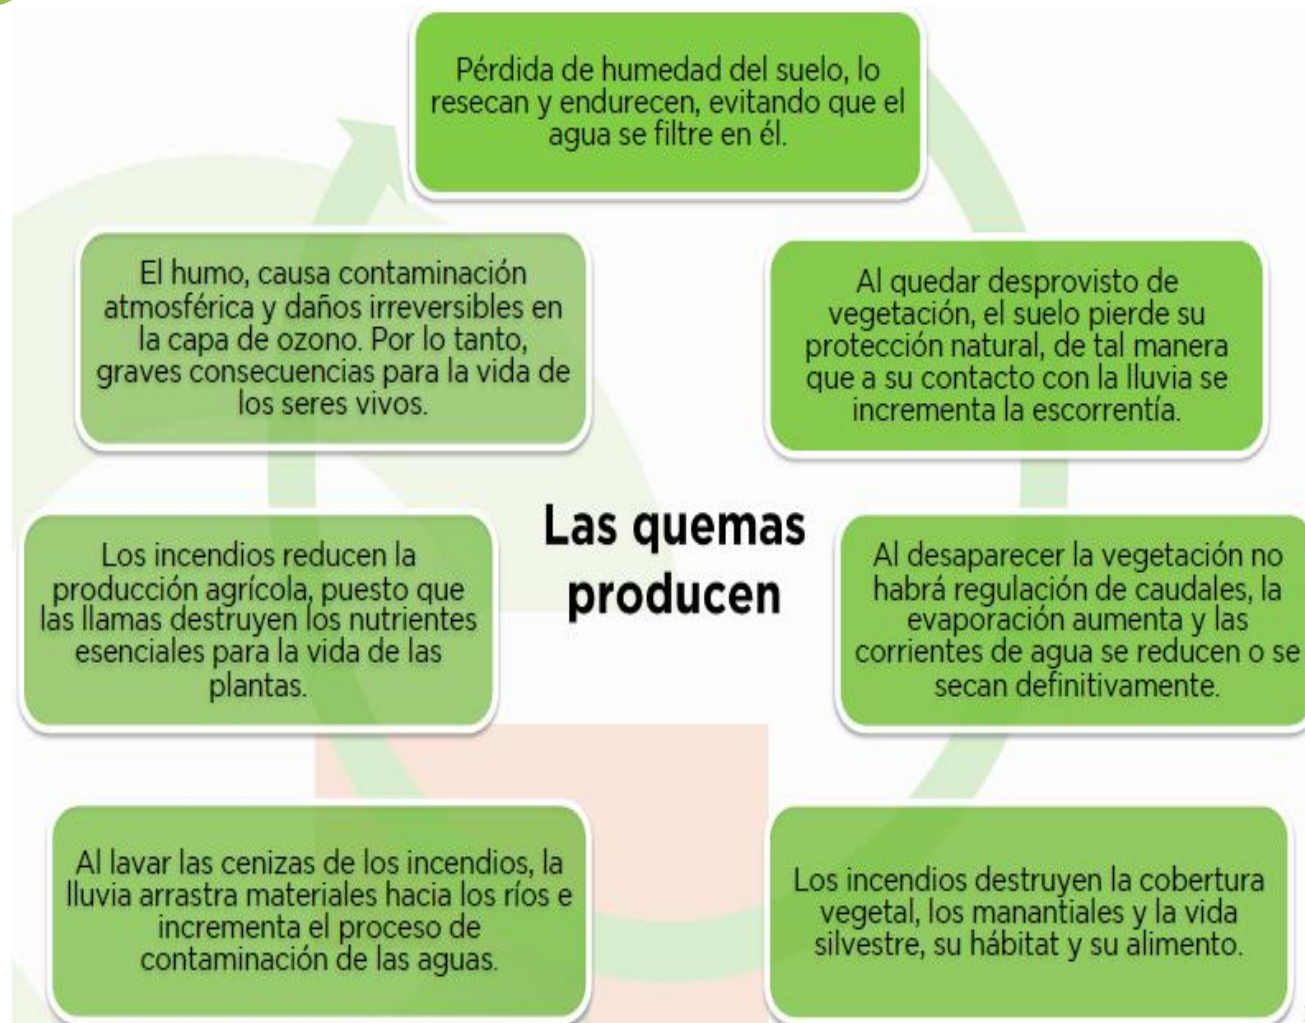 Pérdida de humedad del suelo, lo
resecan y endurecen, evitando que el
agua se filtre en él.
Al quedar desprovisto de
vegetación, el suelo pierde su
protección natural, de tal manera
que a su contacto con la lluvia se
incrementa la escorrentía.
Al desaparecer la vegetación no
habrá regulación de caudales, la
evaporación aumenta y las
corrientes de agua se reducen o se
secan definitivamente.
Los incendios destruyen la cobertura
vegetal, los manantiales y la vida
silvestre, su hábitat y su alimento.
Al lavar las cenizas de los incendios, la
lluvia arrastra materiales hacia los ríos e
incrementa el proceso de
contaminación de las aguas.
Los incendios reducen la
producción agrícola, puesto que
las llamas destruyen los nutrientes
esenciales para la vida de las
plantas.
El humo, causa contaminación
atmosférica y daños irreversibles en
la capa de ozono. Por lo tanto,
graves consecuencias para la vida de
los seres vivos.
Las quemas
producen